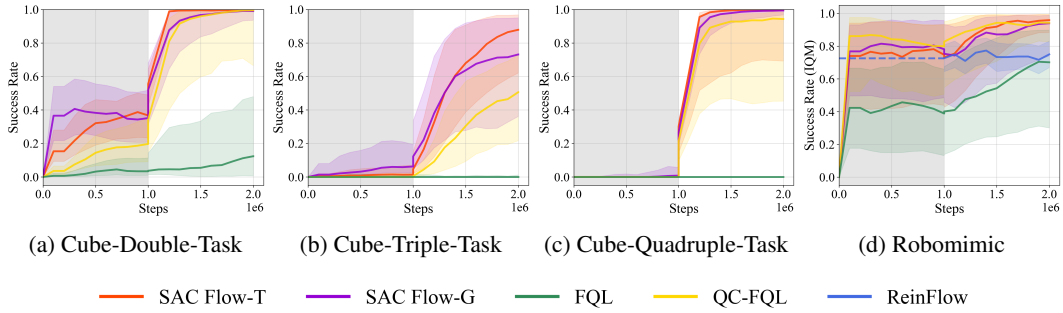 1.0
0.8
0.6
0.4
0.2
0.0
Success Rate
0.0 0.5 1.0 1.5 2.0
Steps 1e6
(a) Cube-Double-Task
1.0
0.8
0.6
0.4
0.2
0.0
Success Rate
0.0 0.5 1.0 1.5 2.0
Steps 1e6
(b) Cube-Triple-Task
1.0
0.8
0.6
0.4
0.2
0.0
Success Rate
0.0 0.5 1.0 1.5 2.0
Steps 1e6
(c) Cube-Quadruple-Task
1.0
0.8
0.6
0.4
0.2
0.0
Success Rate (IQM)
0.0 0.5 1.0 1.5 2.0
Steps 1e6
(d) Robomimic
SAC Flow-T SAC Flow-G FQL QC-FQL ReinFlow